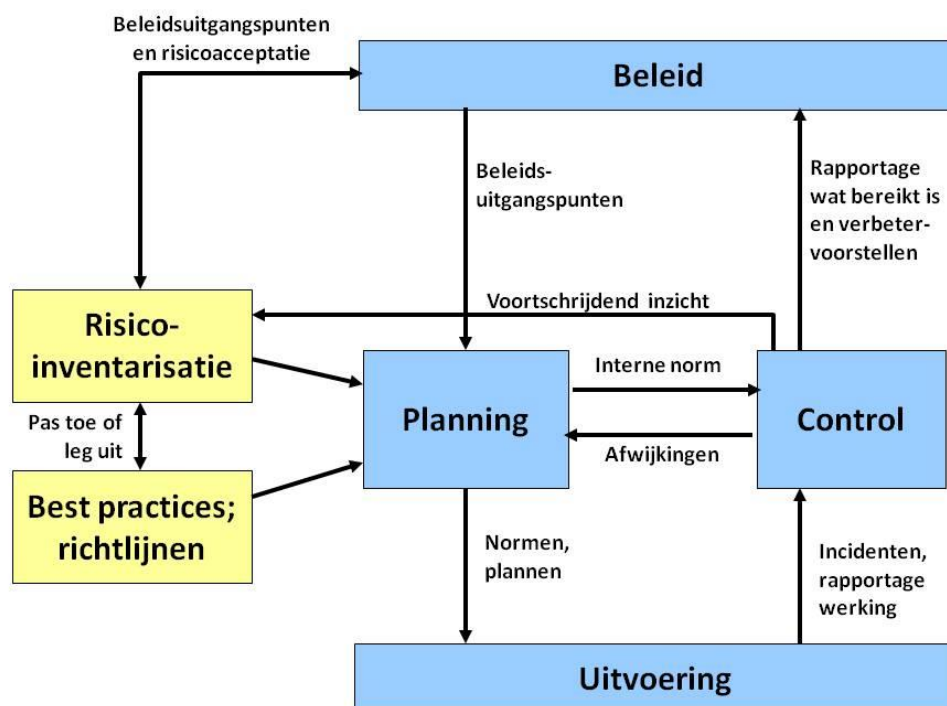 Beleidsuitgangspunten
en risicoacceptatie
Beleid
Beleids-
uitgangspunten
Rapportage
wat bereikt is
en verbeter-
voorstellen
Voortschrijdend inzicht
Risico-
inventarisatie
Interne norm
Planning
Control
Pas toe of
leg uit
Afwijkingen
Best practices;
richtlijnen
Normen,
plannen
Incidenten,
rapportage
werking
Uitvoering